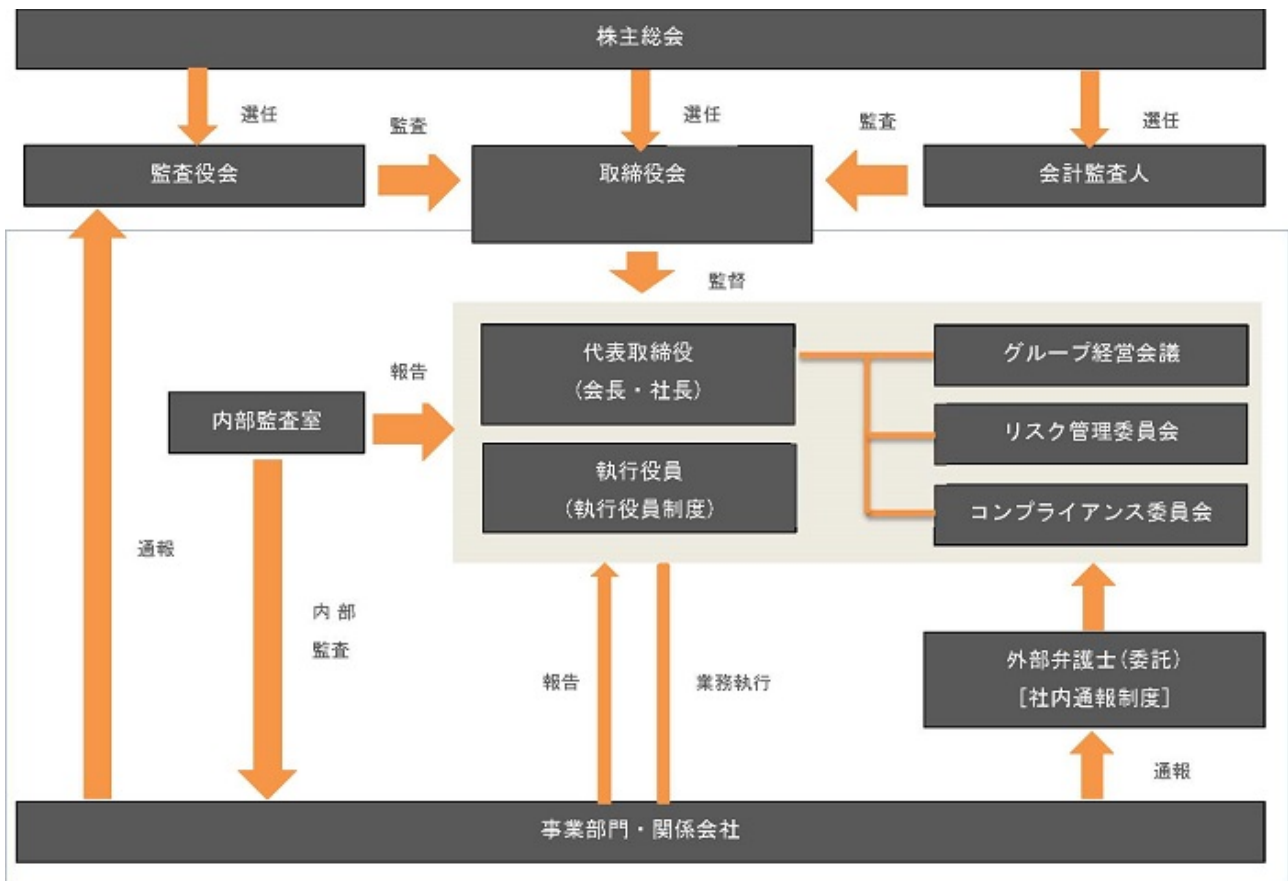 株主総会
選任
選任
選任
監査
監査
監査役会
取締役会
会計監査人
監督
代表取締役
(会長・社長)
グループ経営会議
報告
内部監査室
リスク管理委員会
執行役員
(執行役員制度)
コンプライアンス委員会
通報
内 部
監査
外部弁護士(委託)
[社内通報制度]
報告
業務執行
通報
事業部門・関係会社